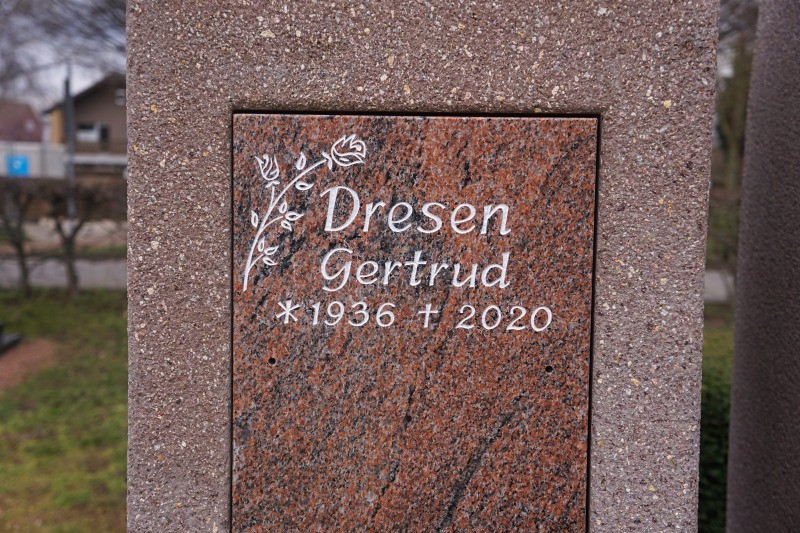 Dresen
Gertrud
*1936 † 2020